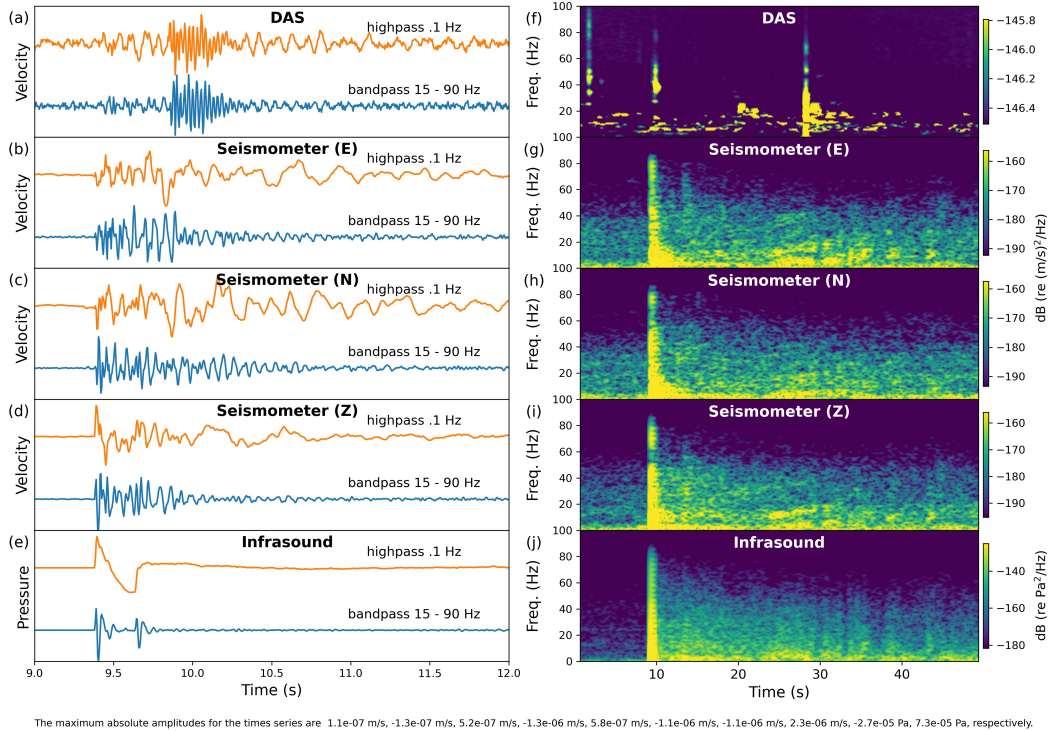 (a)
DAS
highpass .1 Hz
bandpass 15 - 90 Hz
Velocity
(b)
Seismometer (E)
highpass .1 Hz
bandpass 15 - 90 Hz
Velocity
(c)
Seismometer (N)
highpass .1 Hz
bandpass 15 - 90 Hz
Velocity
(d)
Seismometer (Z)
highpass .1 Hz
bandpass 15 - 90 Hz
Velocity
(e)
Infrasound
highpass .1 Hz
bandpass 15 - 90 Hz
Pressure
9.0 9.5 10.0 10.5 11.0 11.5 12.0
Time (s)
(f)
DAS
Freq. (Hz)
100
80
60
40
20
−145.8
−146.0
−146.2
−146.4
(g)
Seismometer (E)
Freq. (Hz)
100
80
60
40
20
−160
−170
−180
−190
(h)
Seismometer (N)
Freq. (Hz)
100
80
60
40
20
−160
−170
−180
−190
dB (re (m/s)²/Hz)
(i)
Seismometer (Z)
Freq. (Hz)
100
80
60
40
20
−160
−170
−180
−190
(j)
Infrasound
Freq. (Hz)
100
80
60
40
20
0
−140
−160
−180
dB (re Pa²/Hz)
10 20 30 40
Time (s)
The maximum absolute amplitudes for the times series are 1.1e-07 m/s, -1.3e-07 m/s, 5.2e-07 m/s, -1.3e-06 m/s, 5.8e-07 m/s, -1.1e-06 m/s, -1.1e-06 m/s, 2.3e-06 m/s, -2.7e-05 Pa, 7.3e-05 Pa, respectively.